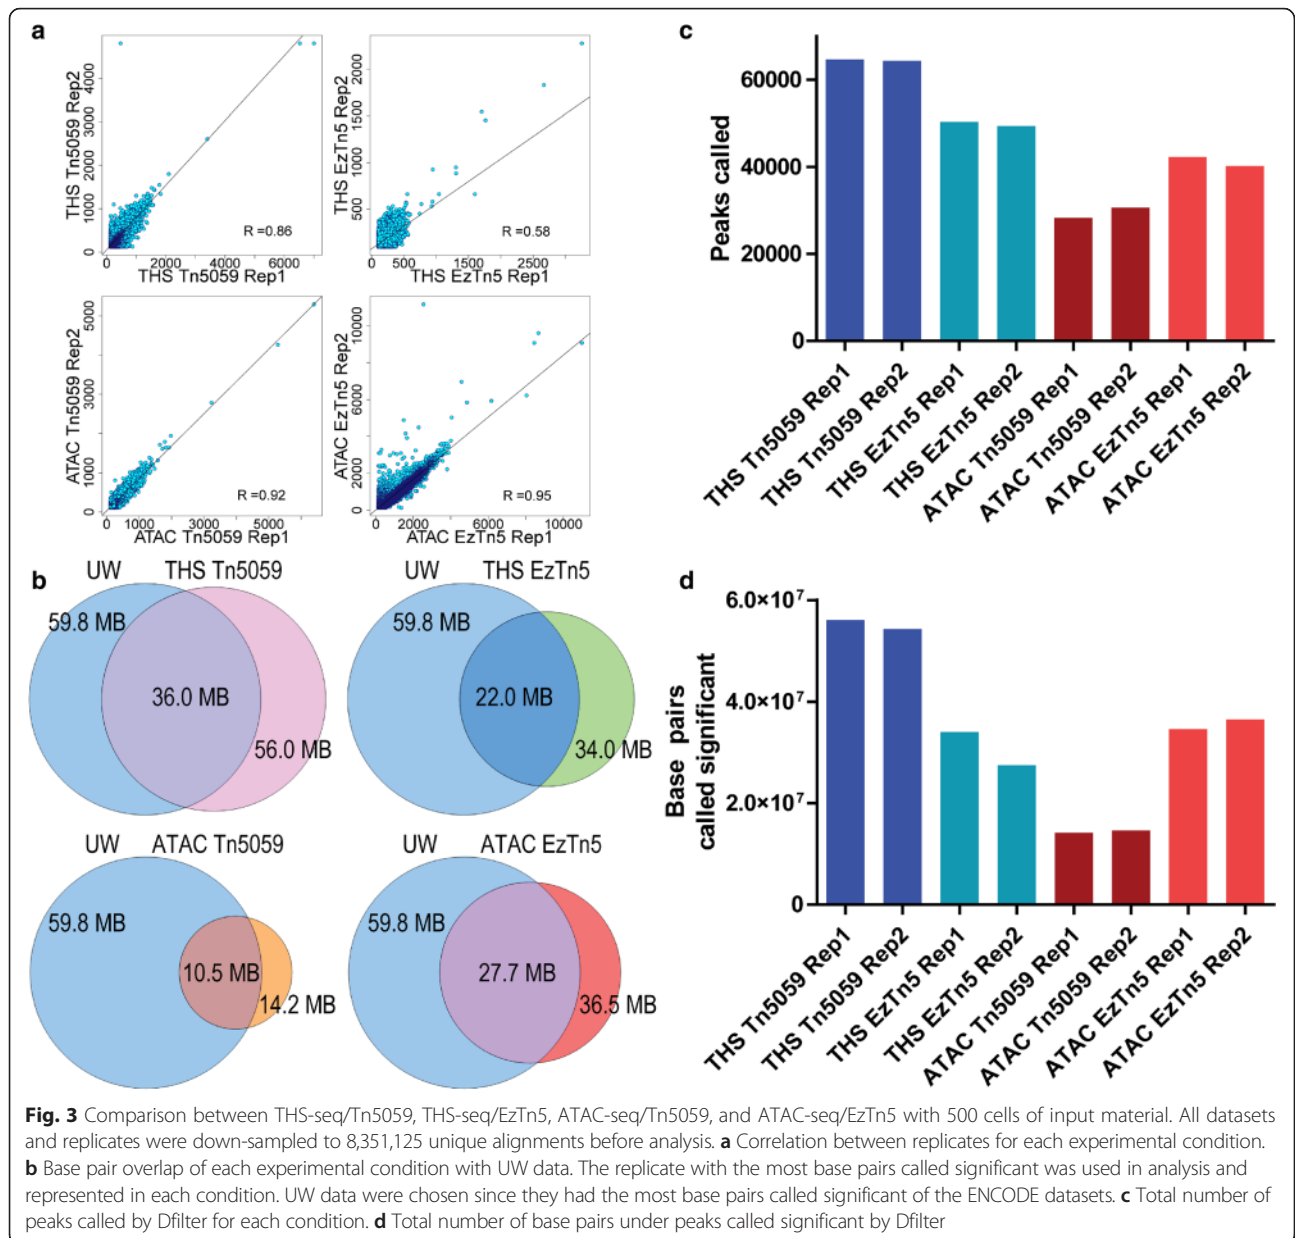 a
THS Tn5059 Rep2
0 1000 2000 3000 4000
R =0.86
0 2000 4000 6000
THS Tn5059 Rep1
THS EzTn5 Rep2
500 1000 1500 2000
R =0.58
0 500 1500 2500
THS EzTn5 Rep1
ATAC Tn5059 Rep2
0 1000 3000 5000
R =0.92
0 1000 3000 5000
ATAC Tn5059 Rep1
ATAC EzTn5 Rep2
0 2000 6000 10000
R =0.95
0 2000 6000 10000
ATAC EzTn5 Rep1
b
UW THS Tn5059
59.8 MB
36.0 MB
56.0 MB
UW THS EzTn5
59.8 MB
22.0 MB
34.0 MB
UW ATAC Tn5059
59.8 MB
10.5 MB
14.2 MB
UW ATAC EzTn5
59.8 MB
27.7 MB
36.5 MB
c
Peaks called
60000
40000
20000
0
THS Tn5059 Rep1
THS Tn5059 Rep2
THS EzTn5 Rep1
THS EzTn5 Rep2
ATAC Tn5059 Rep1
ATAC Tn5059 Rep2
ATAC EzTn5 Rep1
ATAC EzTn5 Rep2
d
Base pairs
called significant
6.0×10⁷
4.0×10⁷
2.0×10⁷
0
THS Tn5059 Rep1
THS Tn5059 Rep2
THS EzTn5 Rep1
THS EzTn5 Rep2
ATAC Tn5059 Rep1
ATAC Tn5059 Rep2
ATAC EzTn5 Rep1
ATAC EzTn5 Rep2
Fig. 3 Comparison between THS-seq/Tn5059, THS-seq/EzTn5, ATAC-seq/Tn5059, and ATAC-seq/EzTn5 with 500 cells of input material. All datasets
and replicates were down-sampled to 8,351,125 unique alignments before analysis. a Correlation between replicates for each experimental condition.
b Base pair overlap of each experimental condition with UW data. The replicate with the most base pairs called significant was used in analysis and
represented in each condition. UW data were chosen since they had the most base pairs called significant of the ENCODE datasets. c Total number of
peaks called by Dfilter for each condition. d Total number of base pairs under peaks called significant by Dfilter